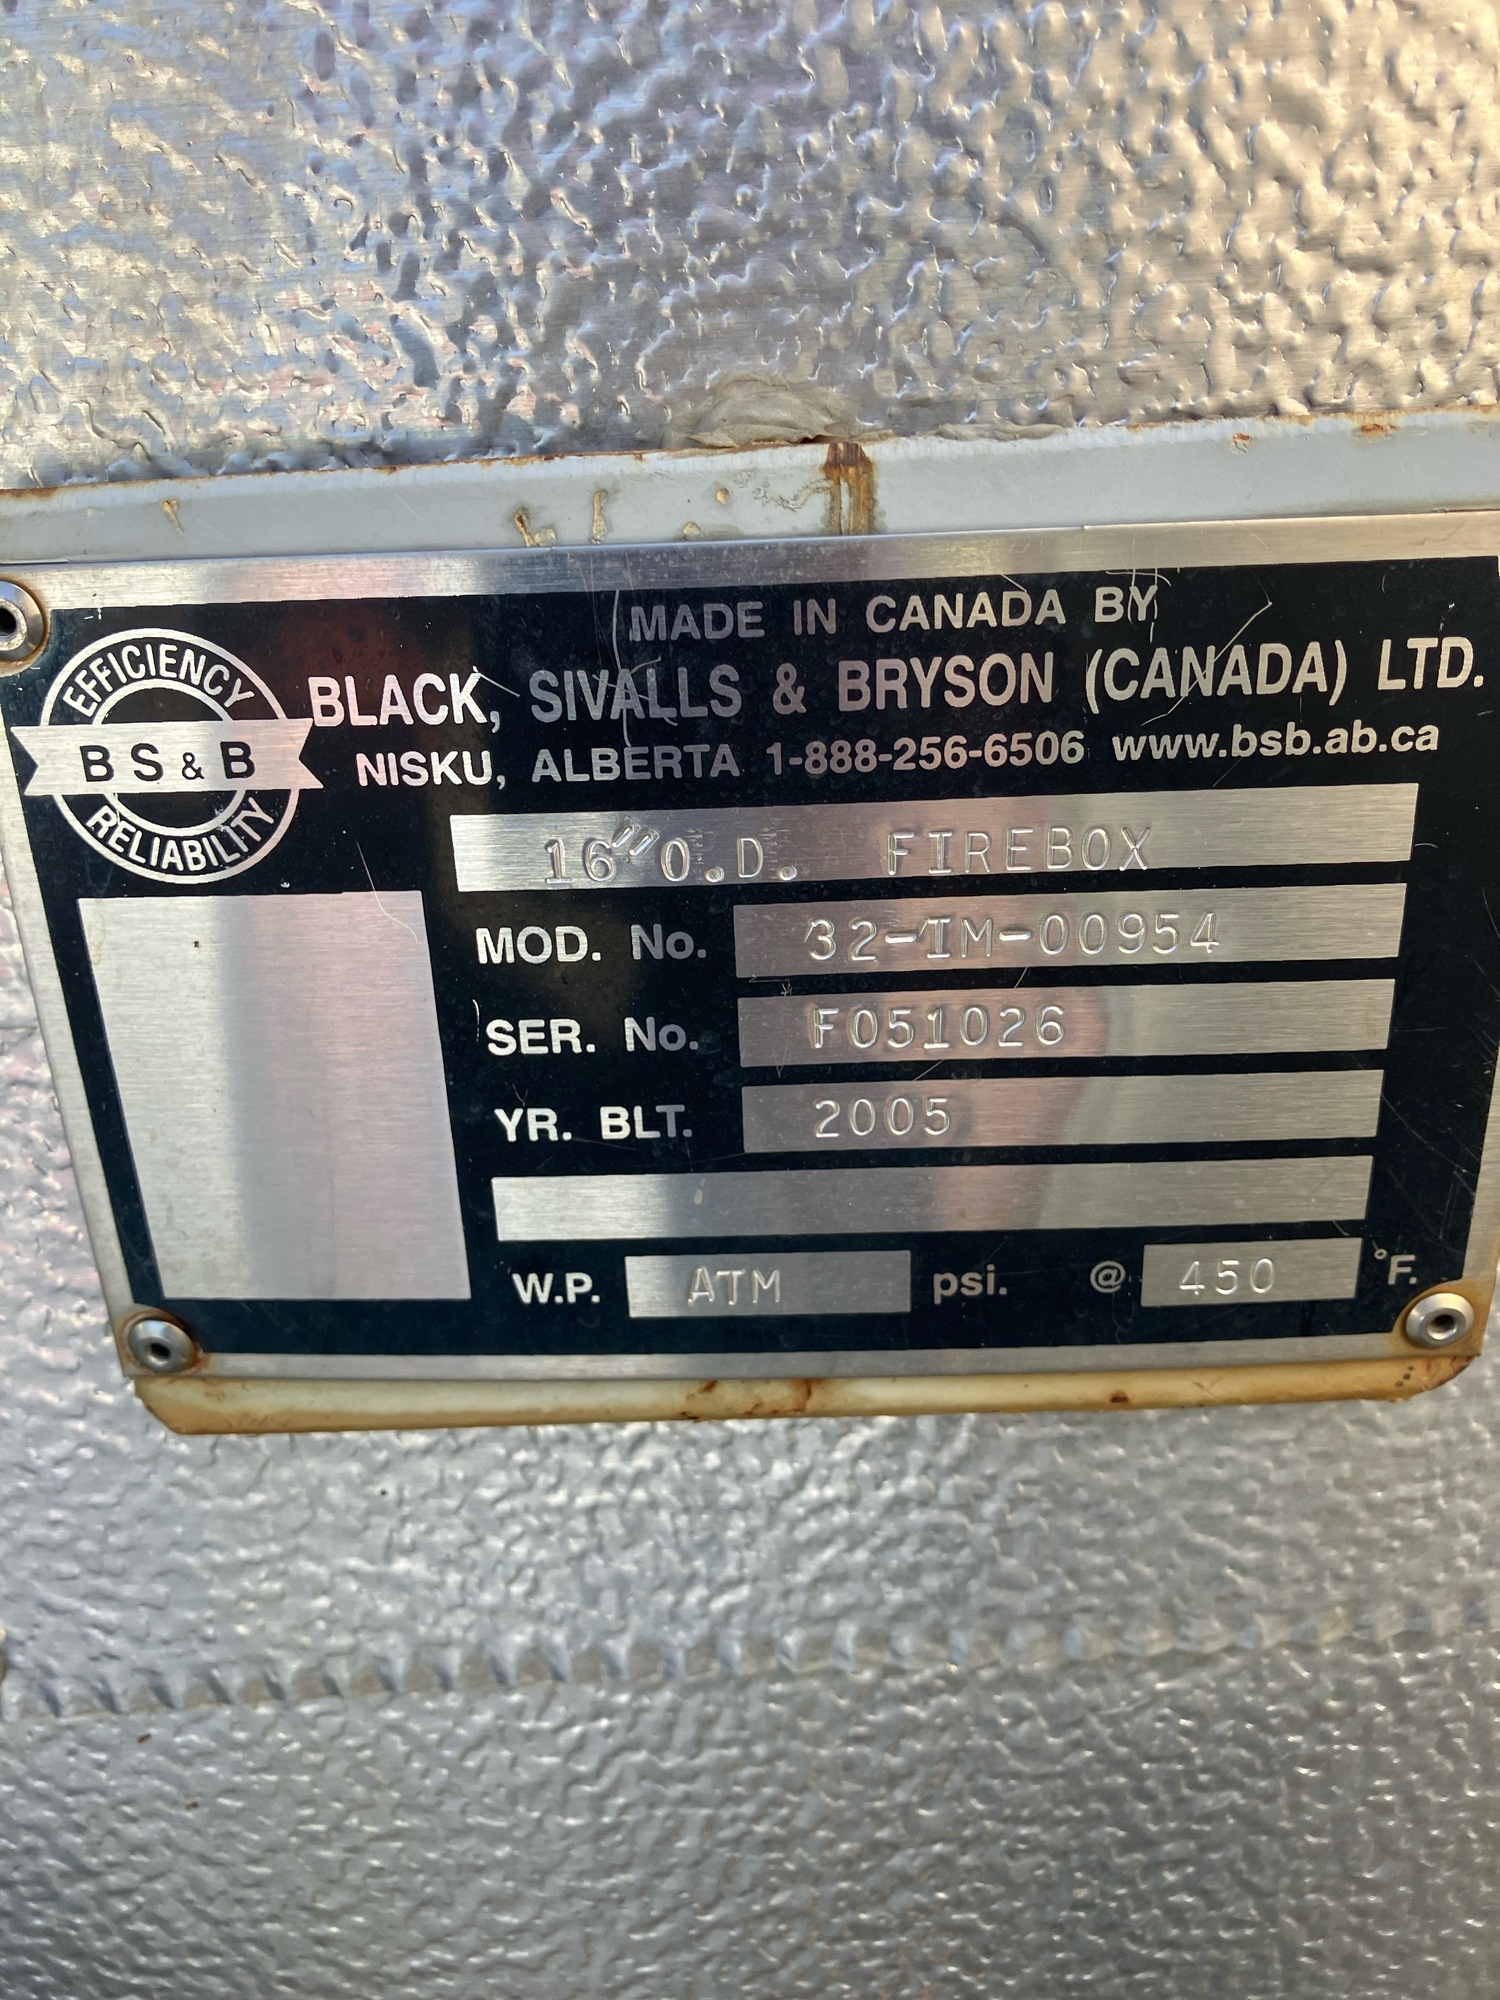 MADE IN CANADA BY
BLACK, SIVALLS & BRYSON (CANADA) LTD.
NISKU, ALBERTA 1-888-256-6506 www.bsb.ab.ca
EFFICIENCY
BS&B
RELIABILITY
16" O.D. FIREBOX
MOD. No. 32-IM-00954
SER. No. F051026
YR. BLT. 2005
W.P. ATM psi. @ 450 °F.